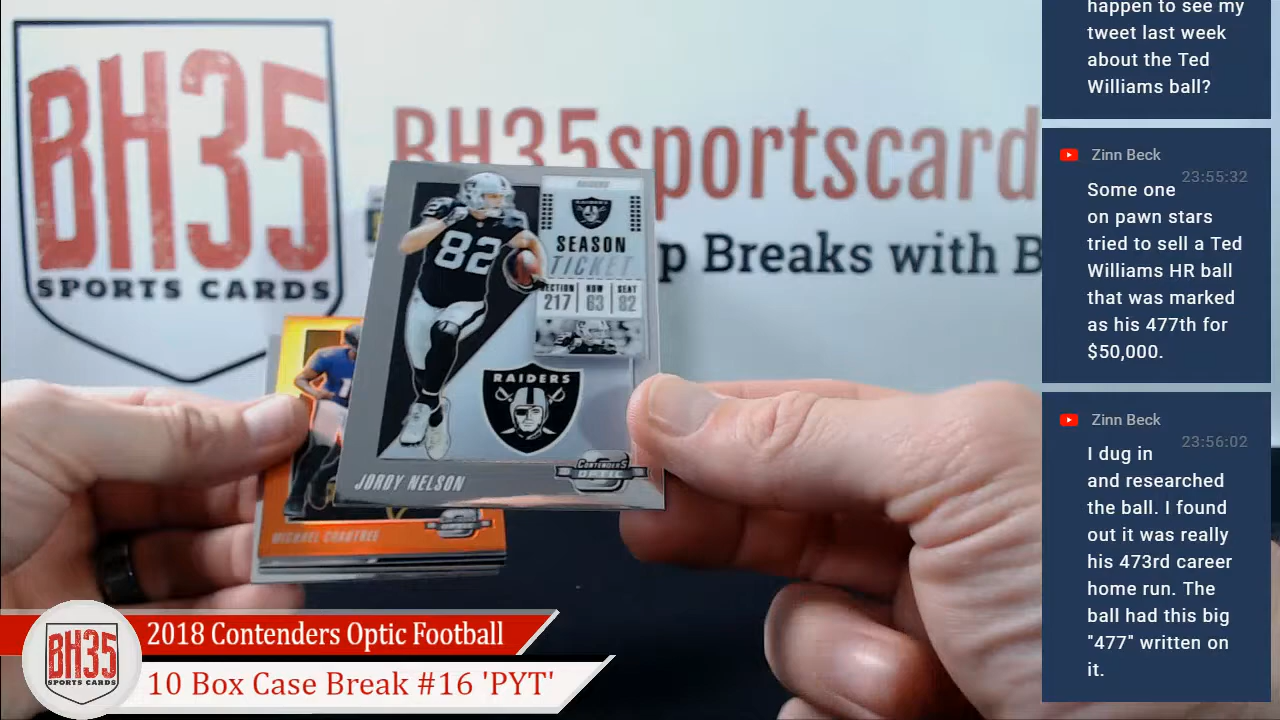 BH35
SPORTS CARDS
BH35sportscard
p Breaks with B
82
RAIDERS
SEASON
TICKET
SECTION ROW SEAT
217 63 82
RAIDERS
JORDY NELSON
CONTENDERS
OPTIC
MICHAEL CRABTREE
BH35
SPORTS CARDS
2018 Contenders Optic Football
10 Box Case Break #16 'PYT'
happen to see my
tweet last week
about the Ted
Williams ball?
Zinn Beck
23:55:32
Some one
on pawn stars
tried to sell a Ted
Williams HR ball
that was marked
as his 477th for
$50,000.
Zinn Beck
23:56:02
I dug in
and researched
the ball. I found
out it was really
his 473rd career
home run. The
ball had this big
"477" written on
it.